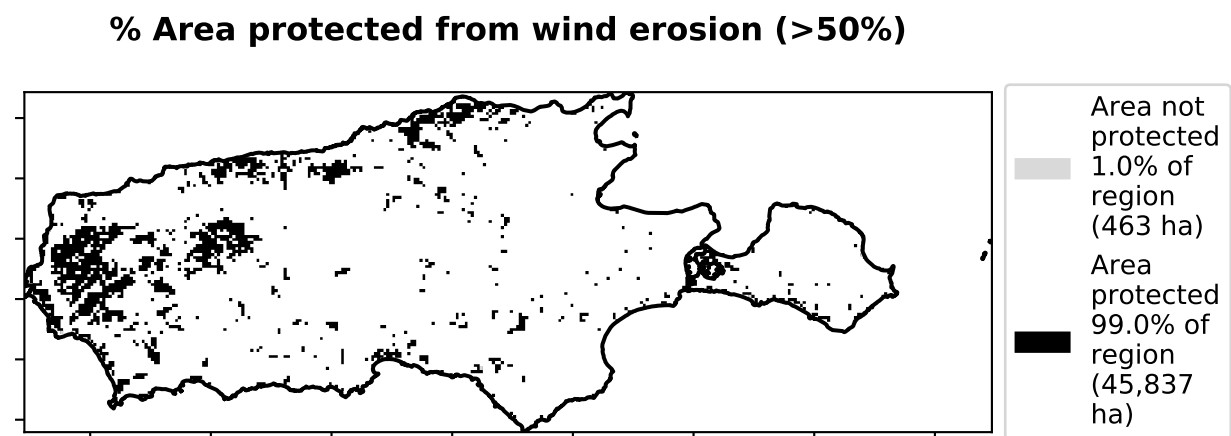 % Area protected from wind erosion (>50%)
Area not
protected
1.0% of
region
(463 ha)
Area
protected
99.0% of
region
(45,837
ha)